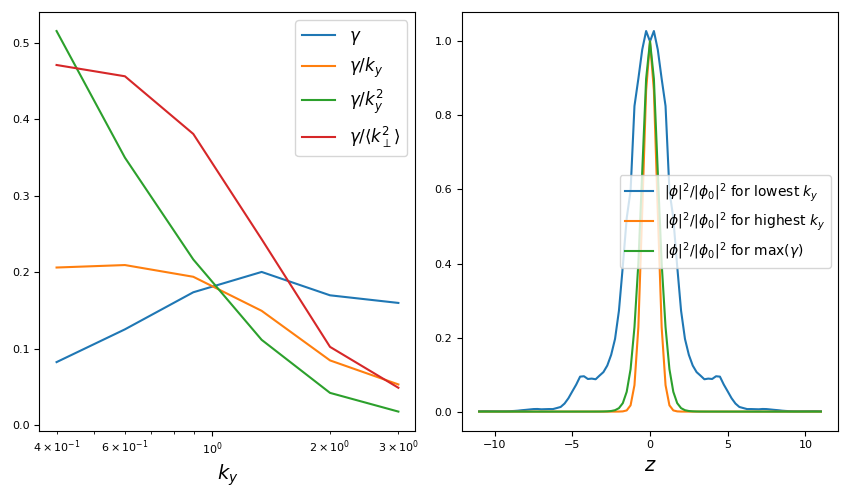 0.5
0.4
0.3
0.2
0.1
0.0
4 × 10⁻¹ 6 × 10⁻¹ 10⁰ 2 × 10⁰ 3 × 10⁰
k_y
γ
γ/k_y
γ/k_y²
γ/⟨k_⊥²⟩
1.0
0.8
0.6
0.4
0.2
0.0
−10 −5 0 5 10
z
|ϕ|²/|ϕ₀|² for lowest k_y
|ϕ|²/|ϕ₀|² for highest k_y
|ϕ|²/|ϕ₀|² for max(γ)